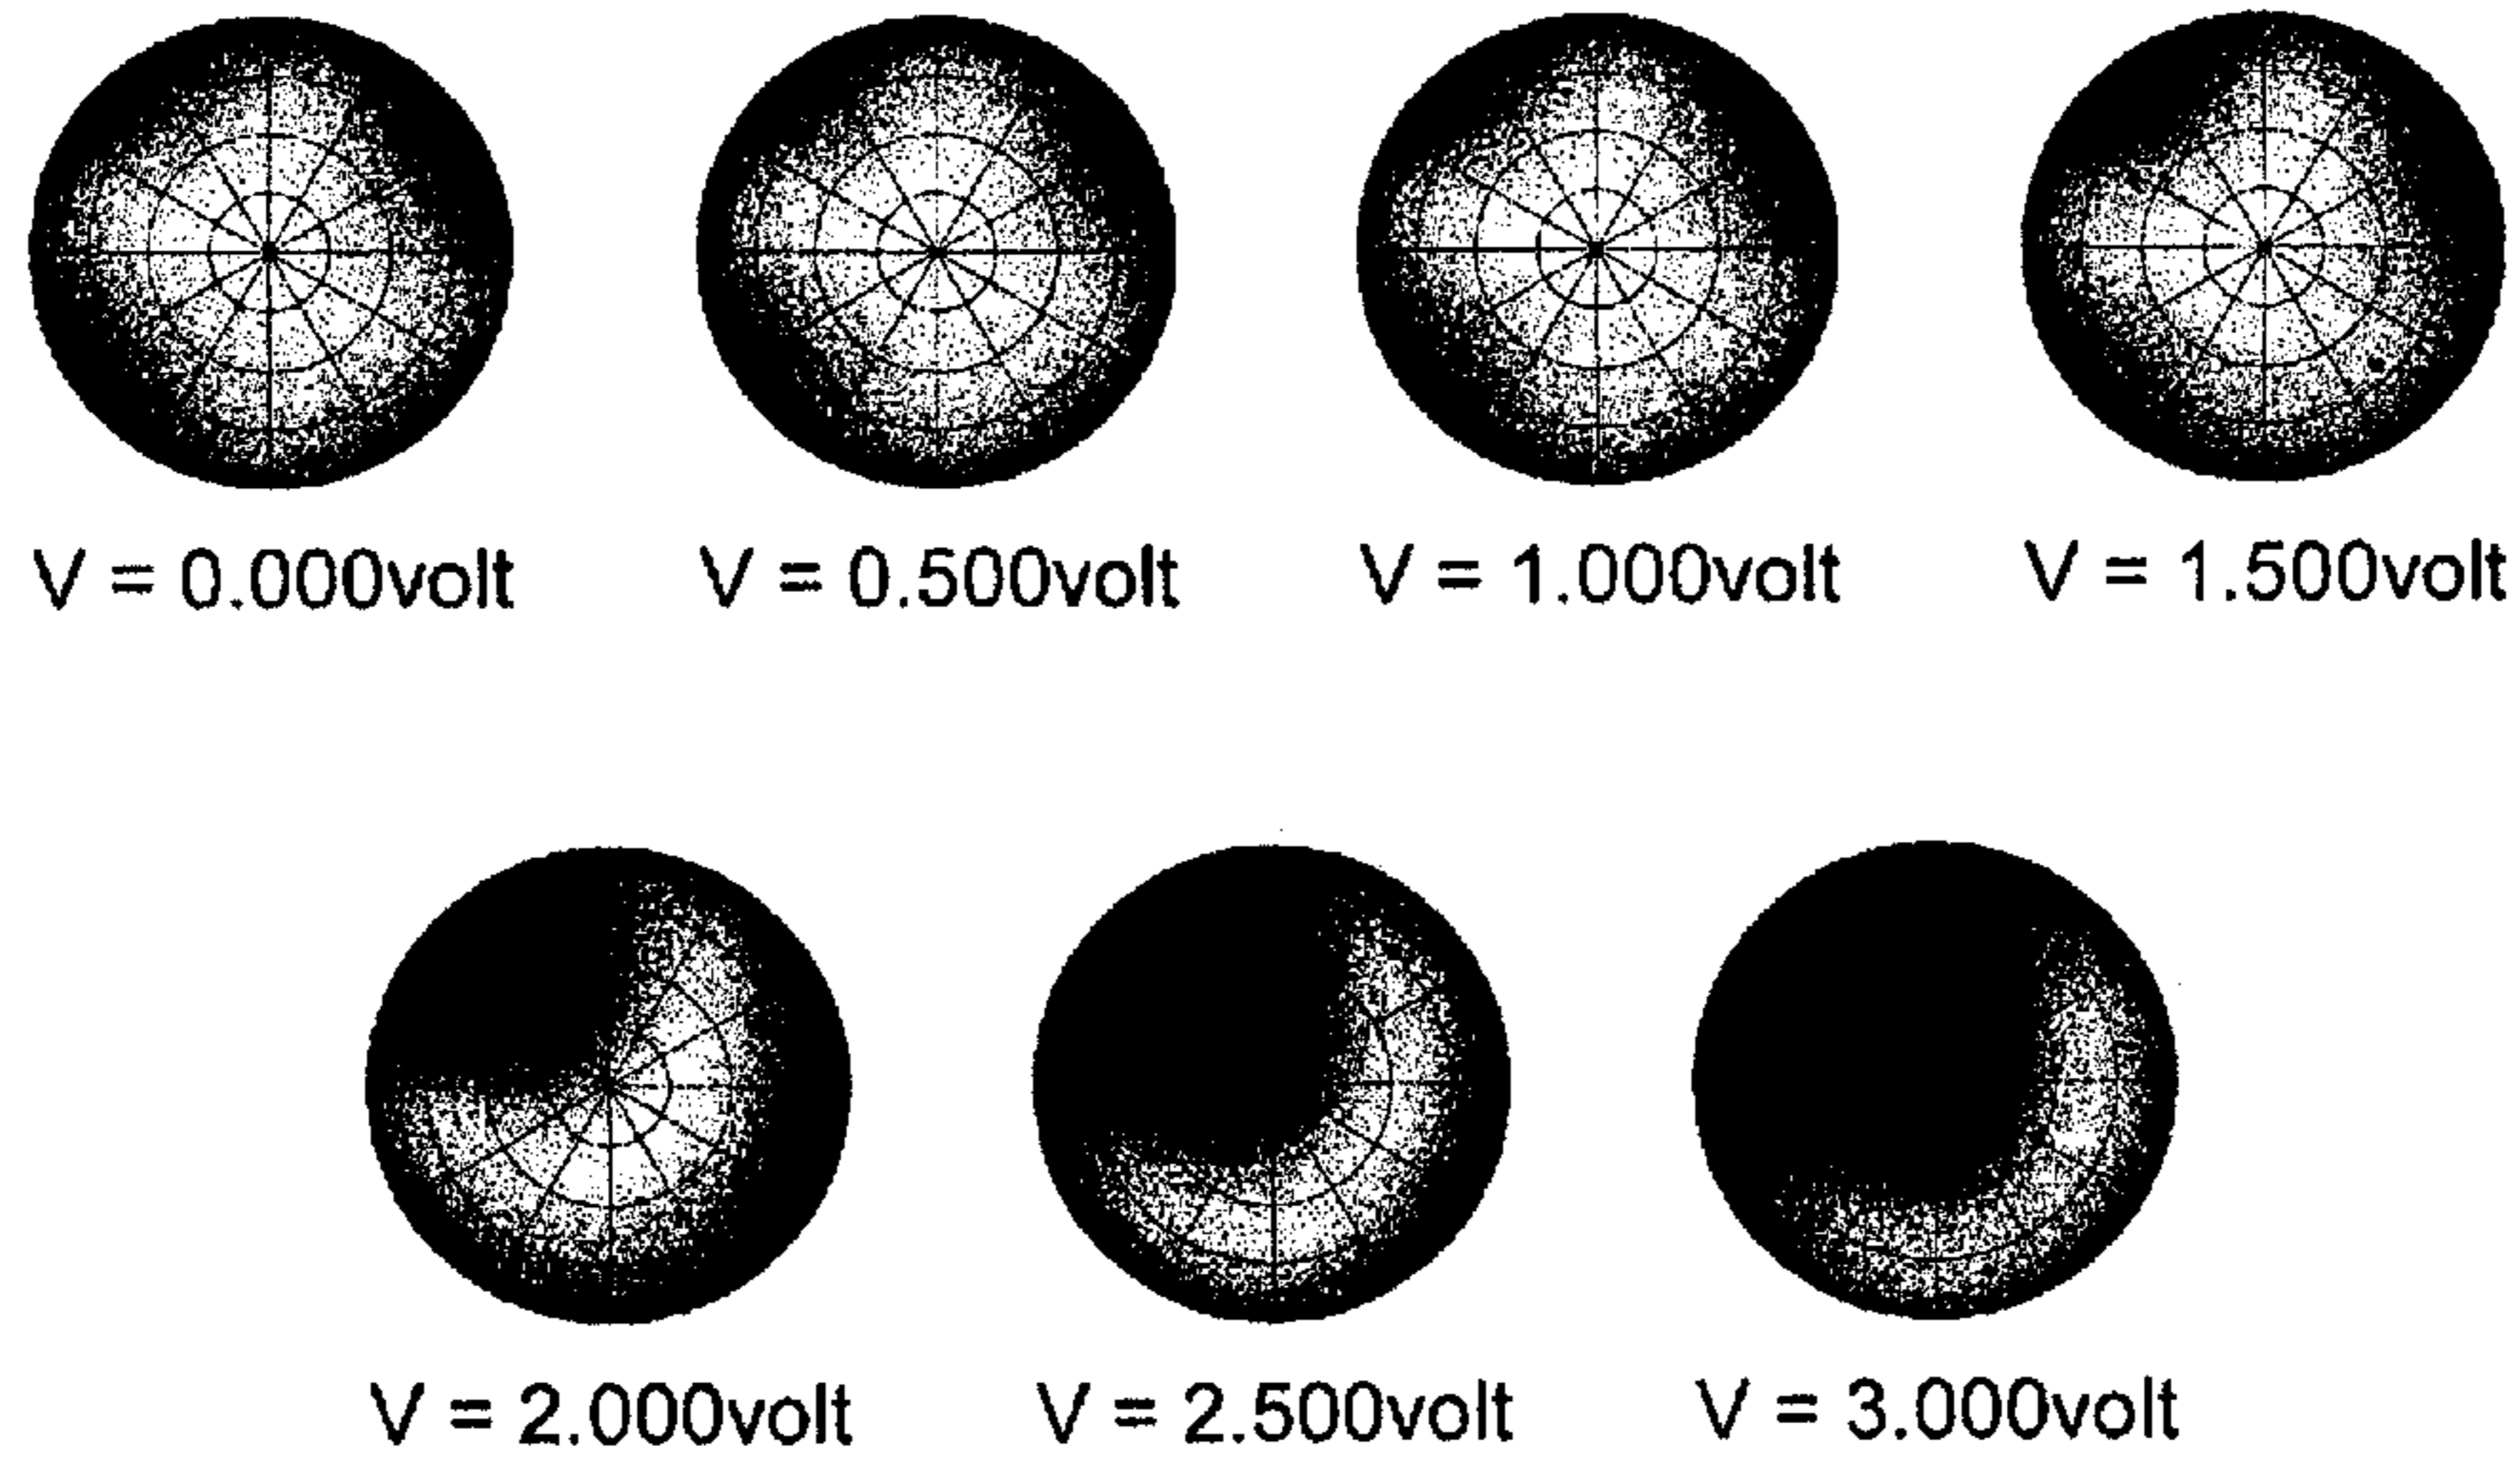 V = 0.000volt
V = 0.500volt
V = 1.000volt
V = 1.500volt
V = 2.000volt
V = 2.500volt
V = 3.000volt